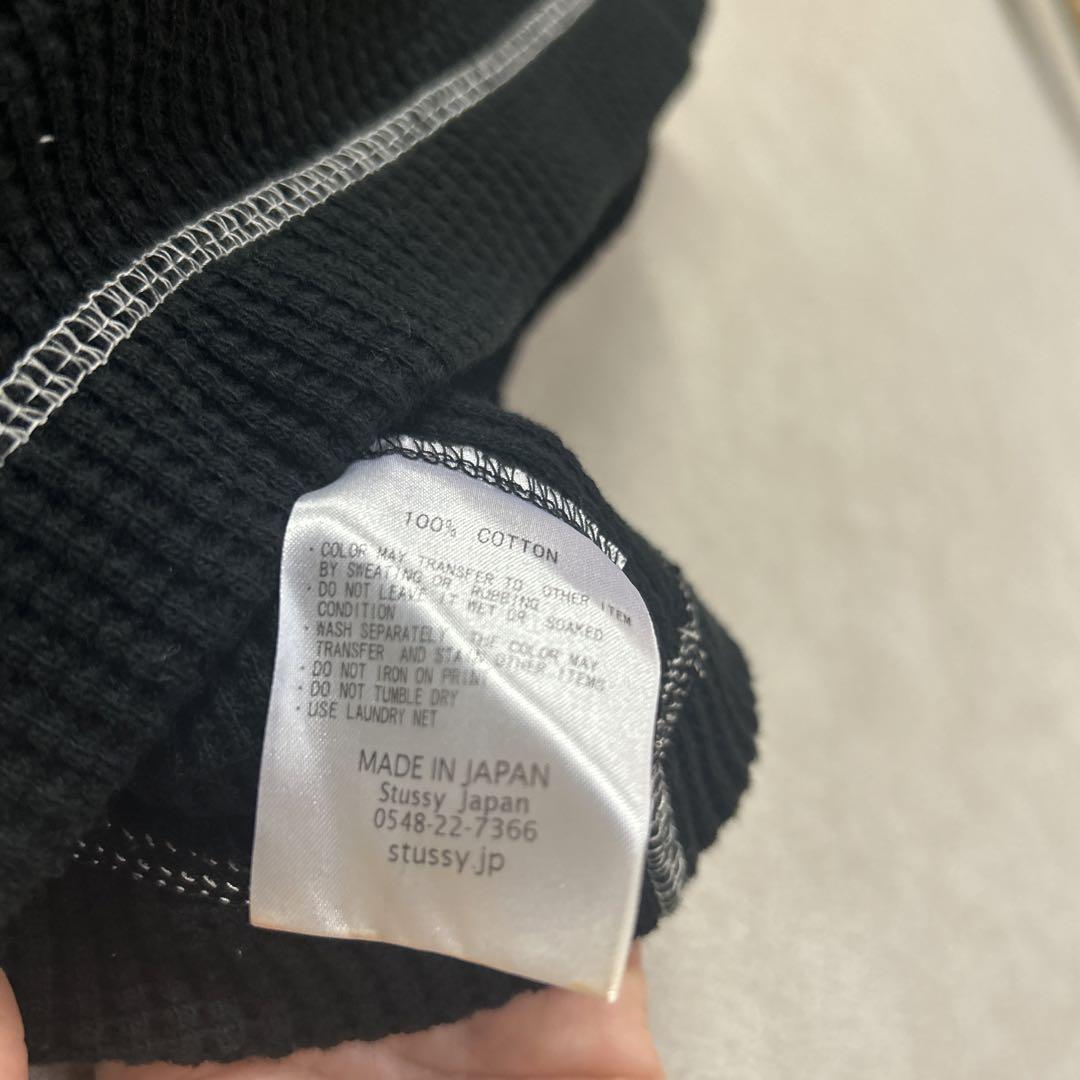 100% COTTON
· COLOR MAY TRANSFER TO OTHER ITEM
BY SWEATING OR RUBBING
· DO NOT LEAVE IT WET OR SOAKED
CONDITION
· WASH SEPARATELY THE COLOR MAY
TRANSFER AND STAIN OTHER ITEMS
· DO NOT IRON ON PRINT
· DO NOT TUMBLE DRY
· USE LAUNDRY NET
MADE IN JAPAN
Stussy Japan
0548-22-7366
stussy.jp